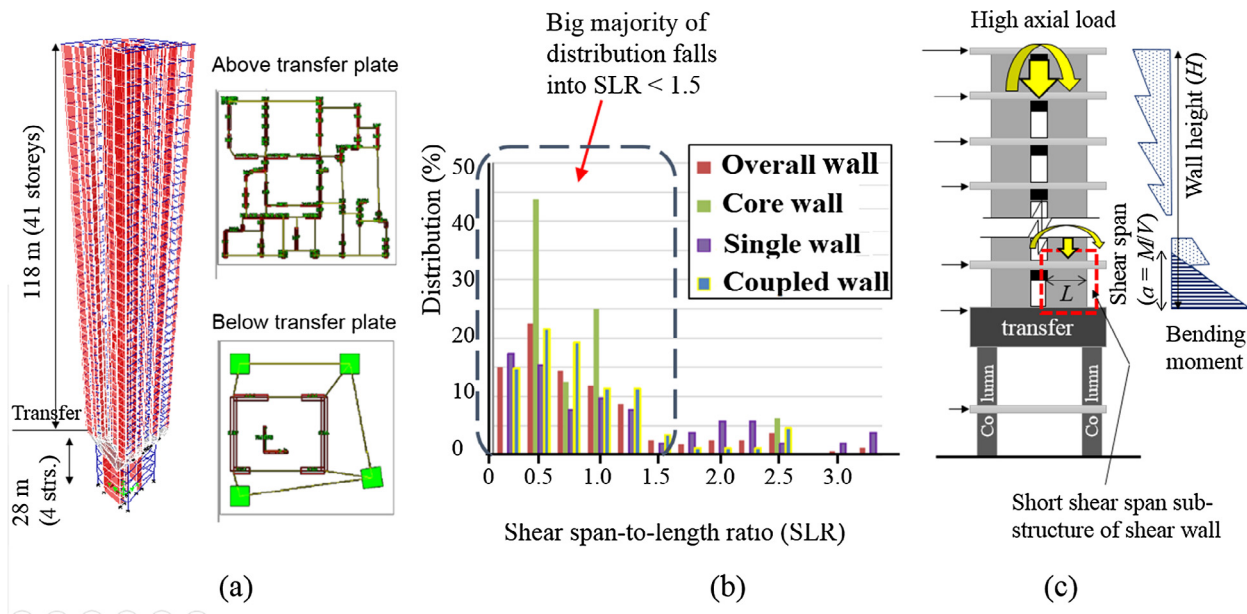 118 m (41 storeys)
Transfer
28 m
(4 strs.)
Above transfer plate
Below transfer plate
(a)
Big majority of
distribution falls
into SLR < 1.5
Distribution (%)
50
40
30
20
10
0
Overall wall
Core wall
Single wall
Coupled wall
0
0.5
1.0
1.5
2.0
2.5
3.0
Shear span-to-length ratio (SLR)
(b)
High axial load
Wall height (H)
Shear span
(a = M/V)
L
transfer
Bending
moment
Co lumn
Co lumn
Short shear span sub-
structure of shear wall
(c)